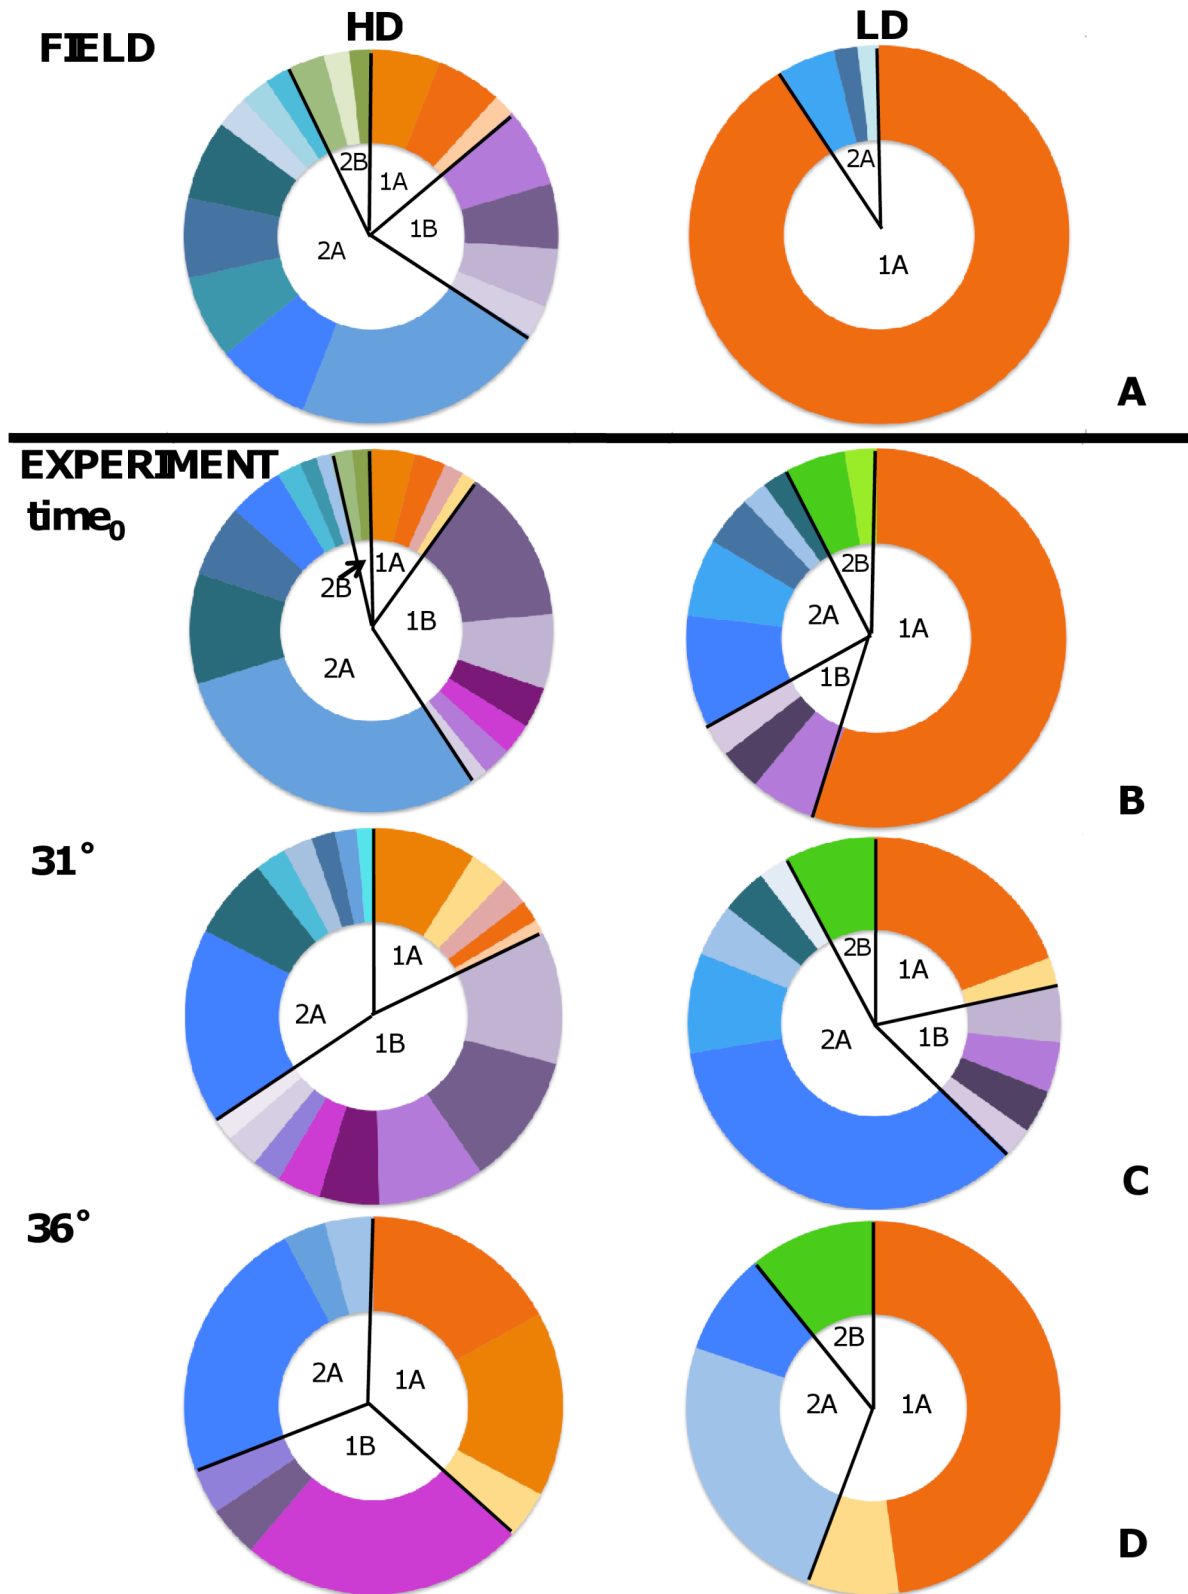 HD LD
FIELD
2B 1A
1B
2A
2A
1A
A
EXPERIMENT
time0
1A
2B
1B
2A
2B
2A 1A
1B
B
31°
1A
2A
1B
2B 1A
2A 1B
C
36°
2A 1A
1B
2B
2A 1A
D